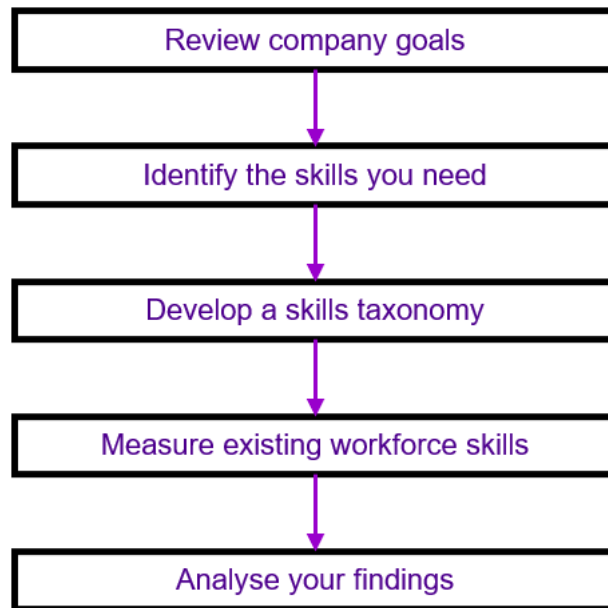 Review company goals
Identify the skills you need
Develop a skills taxonomy
Measure existing workforce skills
Analyse your findings